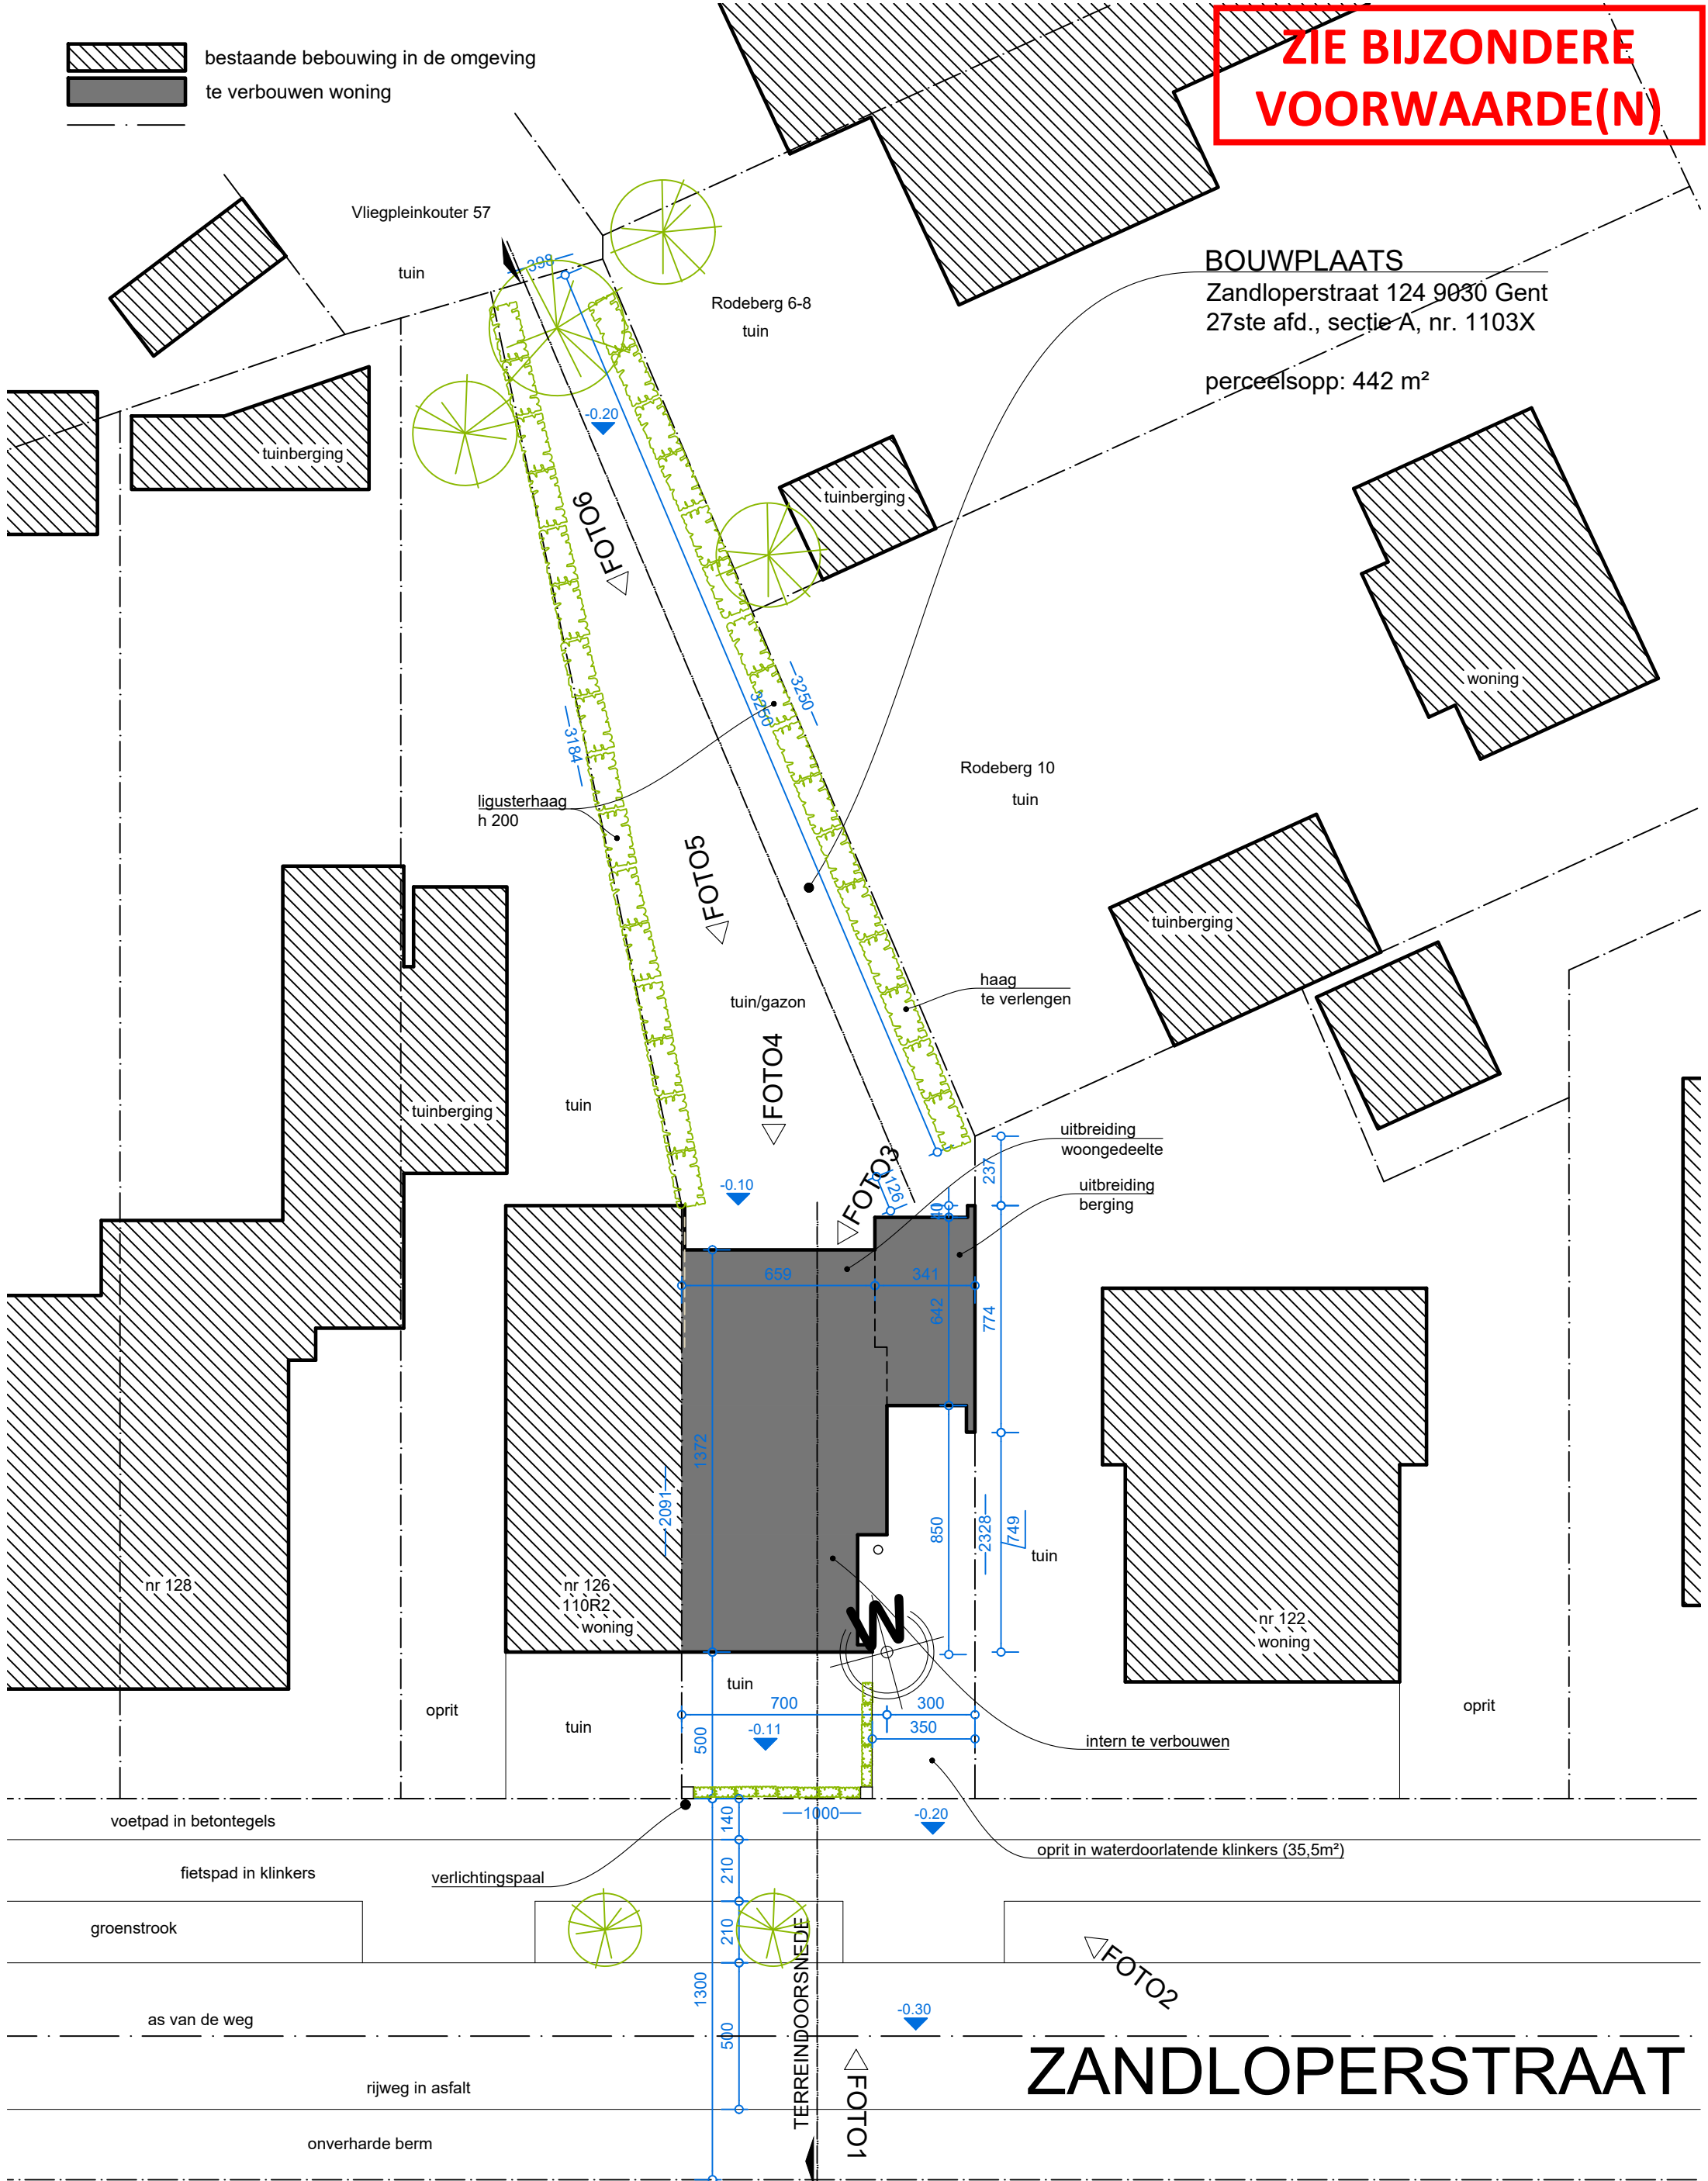 bestaande bebouwing in de omgeving
te verbouwen woning
ZIE BIJZONDERE
VOORWAARDE(N)
Vliegpleinkouter 57
tuin
398
Rodeberg 6-8
tuin
BOUWPLAATS
Zandloperstraat 124 9030 Gent
27ste afd., sectie A, nr. 1103X
perceelsopp: 442 m²
-0.20
tuinberging
tuinberging
FOTO6
woning
3250
3250
3184
Rodeberg 10
tuin
ligusterhaag
h 200
FOTO5
tuinberging
haag
te verlengen
tuin/gazon
FOTO4
tuinberging
tuin
uitbreiding
woongedeelte
FOTO3
237
-0.10
126
uitbreiding
berging
40
659
341
642
774
1372
2091
850
2328
749
tuin
nr 128
nr 126
110R2
woning
W
nr 122
woning
tuin
oprit
tuin
700
300
350
-0.11
500
oprit
intern te verbouwen
voetpad in betontegels
140
1000
-0.20
oprit in waterdoorlatende klinkers (35,5m²)
fietspad in klinkers
verlichtingspaal
210
groenstrook
210
TERREINDOORSNEDE
FOTO2
1300
as van de weg
-0.30
500
ZANDLOPERSTRAAT
rijweg in asfalt
FOTO1
onverharde berm